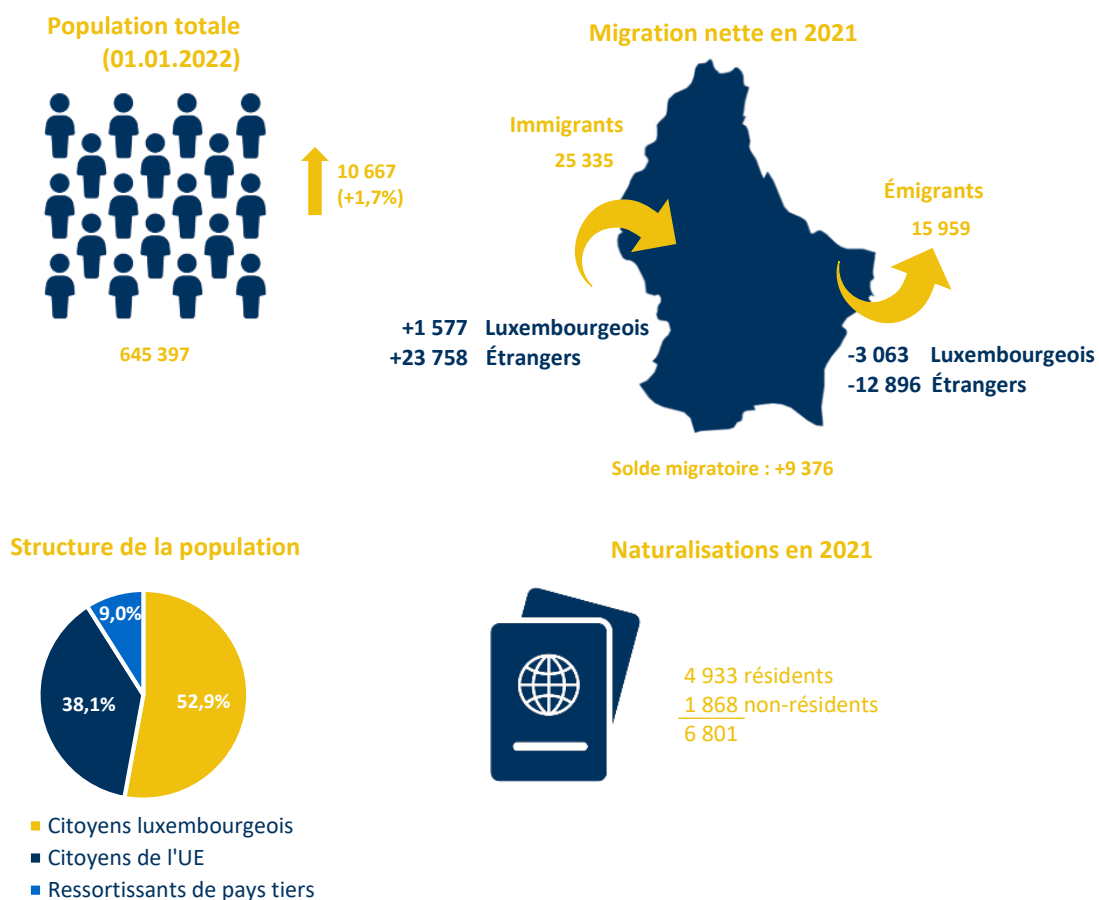 Population totale
(01.01.2022)
10 667
(+1,7%)
645 397
Migration nette en 2021
Immigrants
25 335
Émigrants
15 959
+1 577 Luxembourgeois
+23 758 Étrangers
-3 063 Luxembourgeois
-12 896 Étrangers
Solde migratoire : +9 376
Structure de la population
9,0%
38,1%
52,9%
Citoyens luxembourgeois
Citoyens de l'UE
Ressortissants de pays tiers
Naturalisations en 2021
4 933 résidents
1 868 non-résidents
6 801